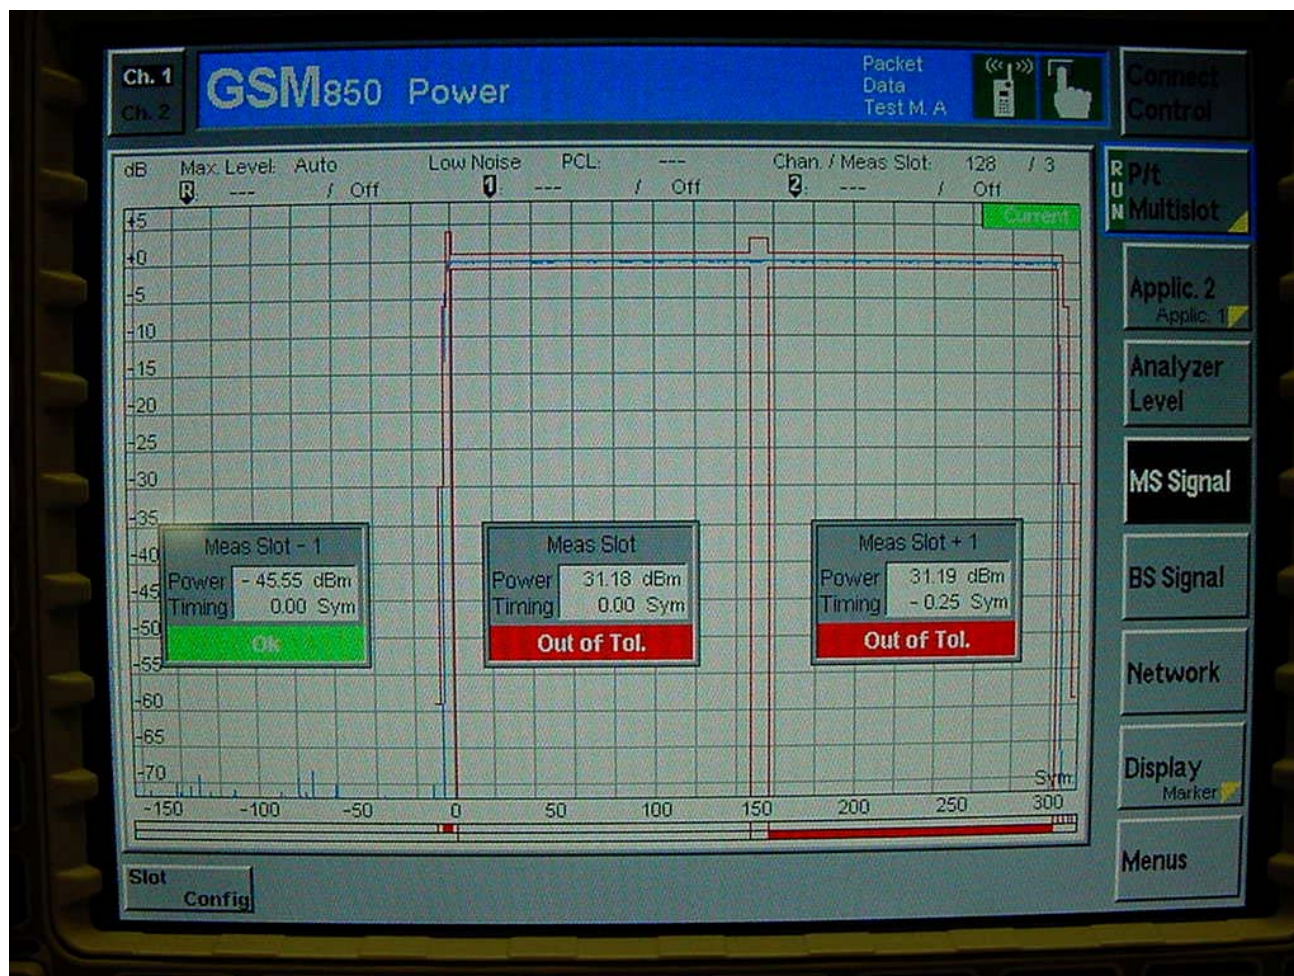 Ch. 1
Ch. 2
GSM850 Power
Packet
Data
Test M. A
Connect
Control
dB Max. Level: Auto Low Noise PCL: --- Chan. / Meas Slot: 128 / 3
R: --- / Off 1: --- / Off 2: --- / Off
Current
+5
+0
-5
-10
-15
-20
-25
-30
-35
-40
-45
-50
-55
-60
-65
-70
Meas Slot - 1
Power - 45.55 dBm
Timing 0.00 Sym
Ok
Meas Slot
Power 31.18 dBm
Timing 0.00 Sym
Out of Tol.
Meas Slot + 1
Power 31.19 dBm
Timing - 0.25 Sym
Out of Tol.
Sym
-150 -100 -50 0 50 100 150 200 250 300
Slot
Config
RUN
P/t
Multislot
Applic. 2
Applic. 1
Analyzer
Level
MS Signal
BS Signal
Network
Display
Marker
Menus